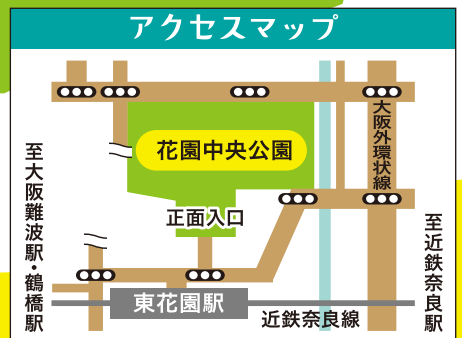 アクセスマップ
大阪外環状線
花園中央公園
至大阪難波駅・鶴橋駅
正面入口
至近鉄奈良駅
東花園駅
近鉄奈良線